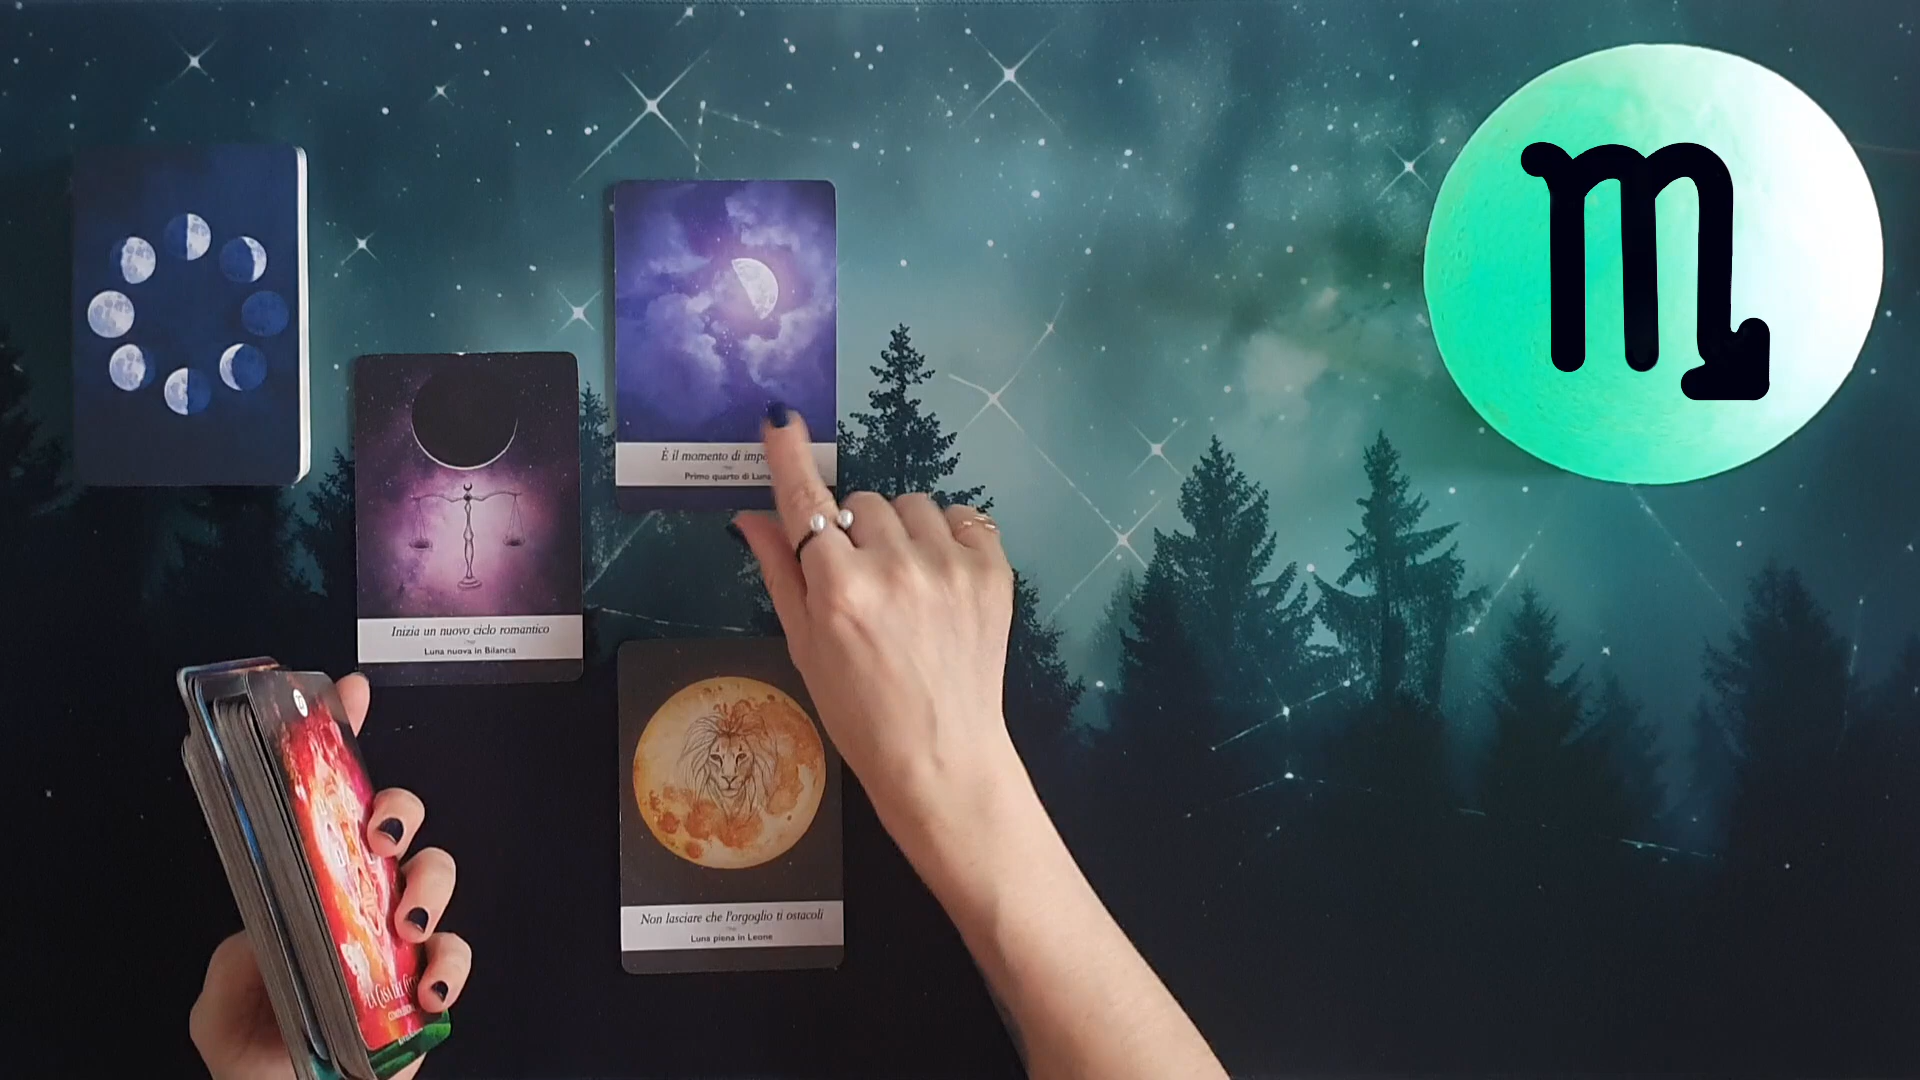 È il momento di
Primo quarto di Luna
Inizia un nuovo ciclo romantico
Luna nuova in Bilancia
Non lasciare che l'orgoglio ti ostacoli
Luna piena in Leone